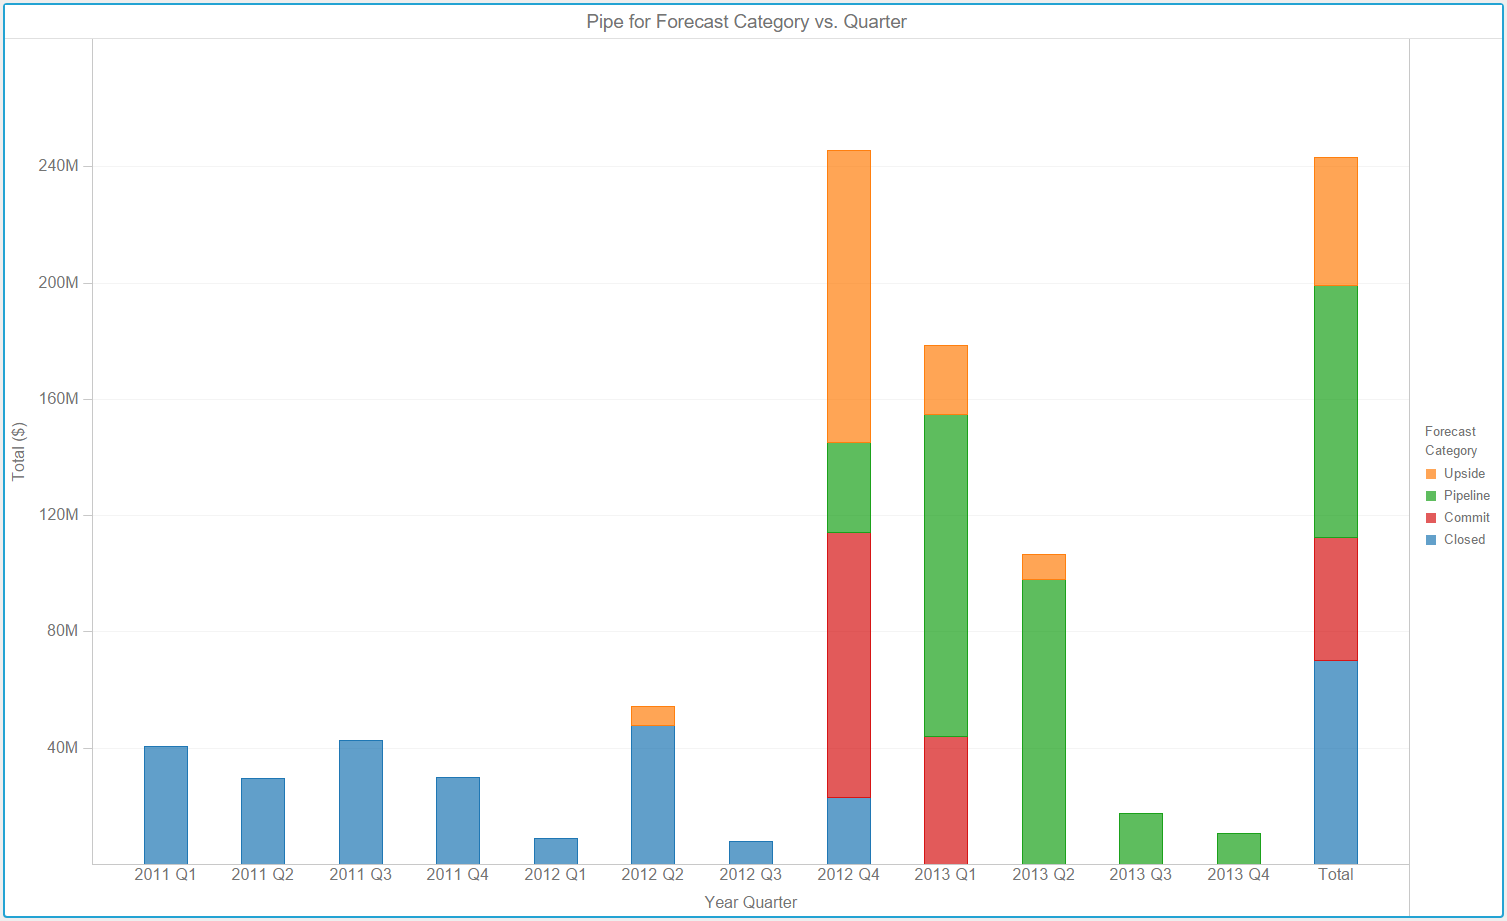 Pipe for Forecast Category vs. Quarter
240M
200M
160M
120M
80M
40M
Total ($)
2011 Q1
2011 Q2
2011 Q3
2011 Q4
2012 Q1
2012 Q2
2012 Q3
2012 Q4
2013 Q1
2013 Q2
2013 Q3
2013 Q4
Total
Year Quarter
Forecast
Category
Upside
Pipeline
Commit
Closed